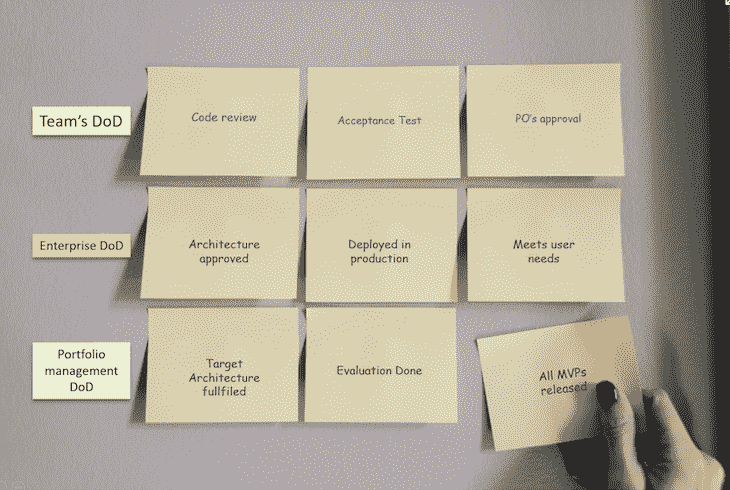 Team's DoD
Code review
Acceptance Test
PO's approval
Enterprise DoD
Architecture
approved
Deployed in
production
Meets user
needs
Portfolio
management
DoD
Target
Architecture
fullfiled
Evaluation Done
All MVPs
released